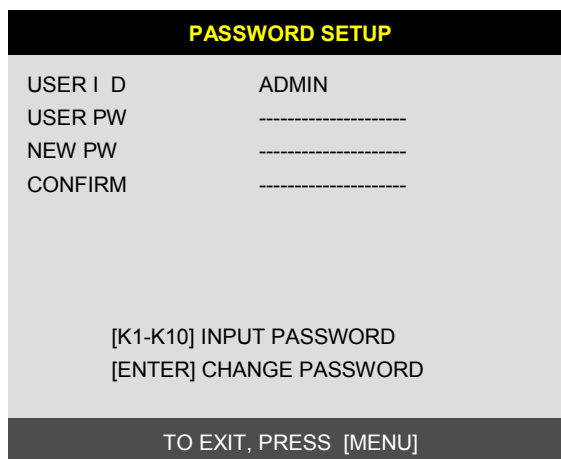 PASSWORD SETUP
USER I D ADMIN
USER PW ---------------------
NEW PW ---------------------
CONFIRM ---------------------
[K1-K10] INPUT PASSWORD
[ENTER] CHANGE PASSWORD
TO EXIT, PRESS [MENU]